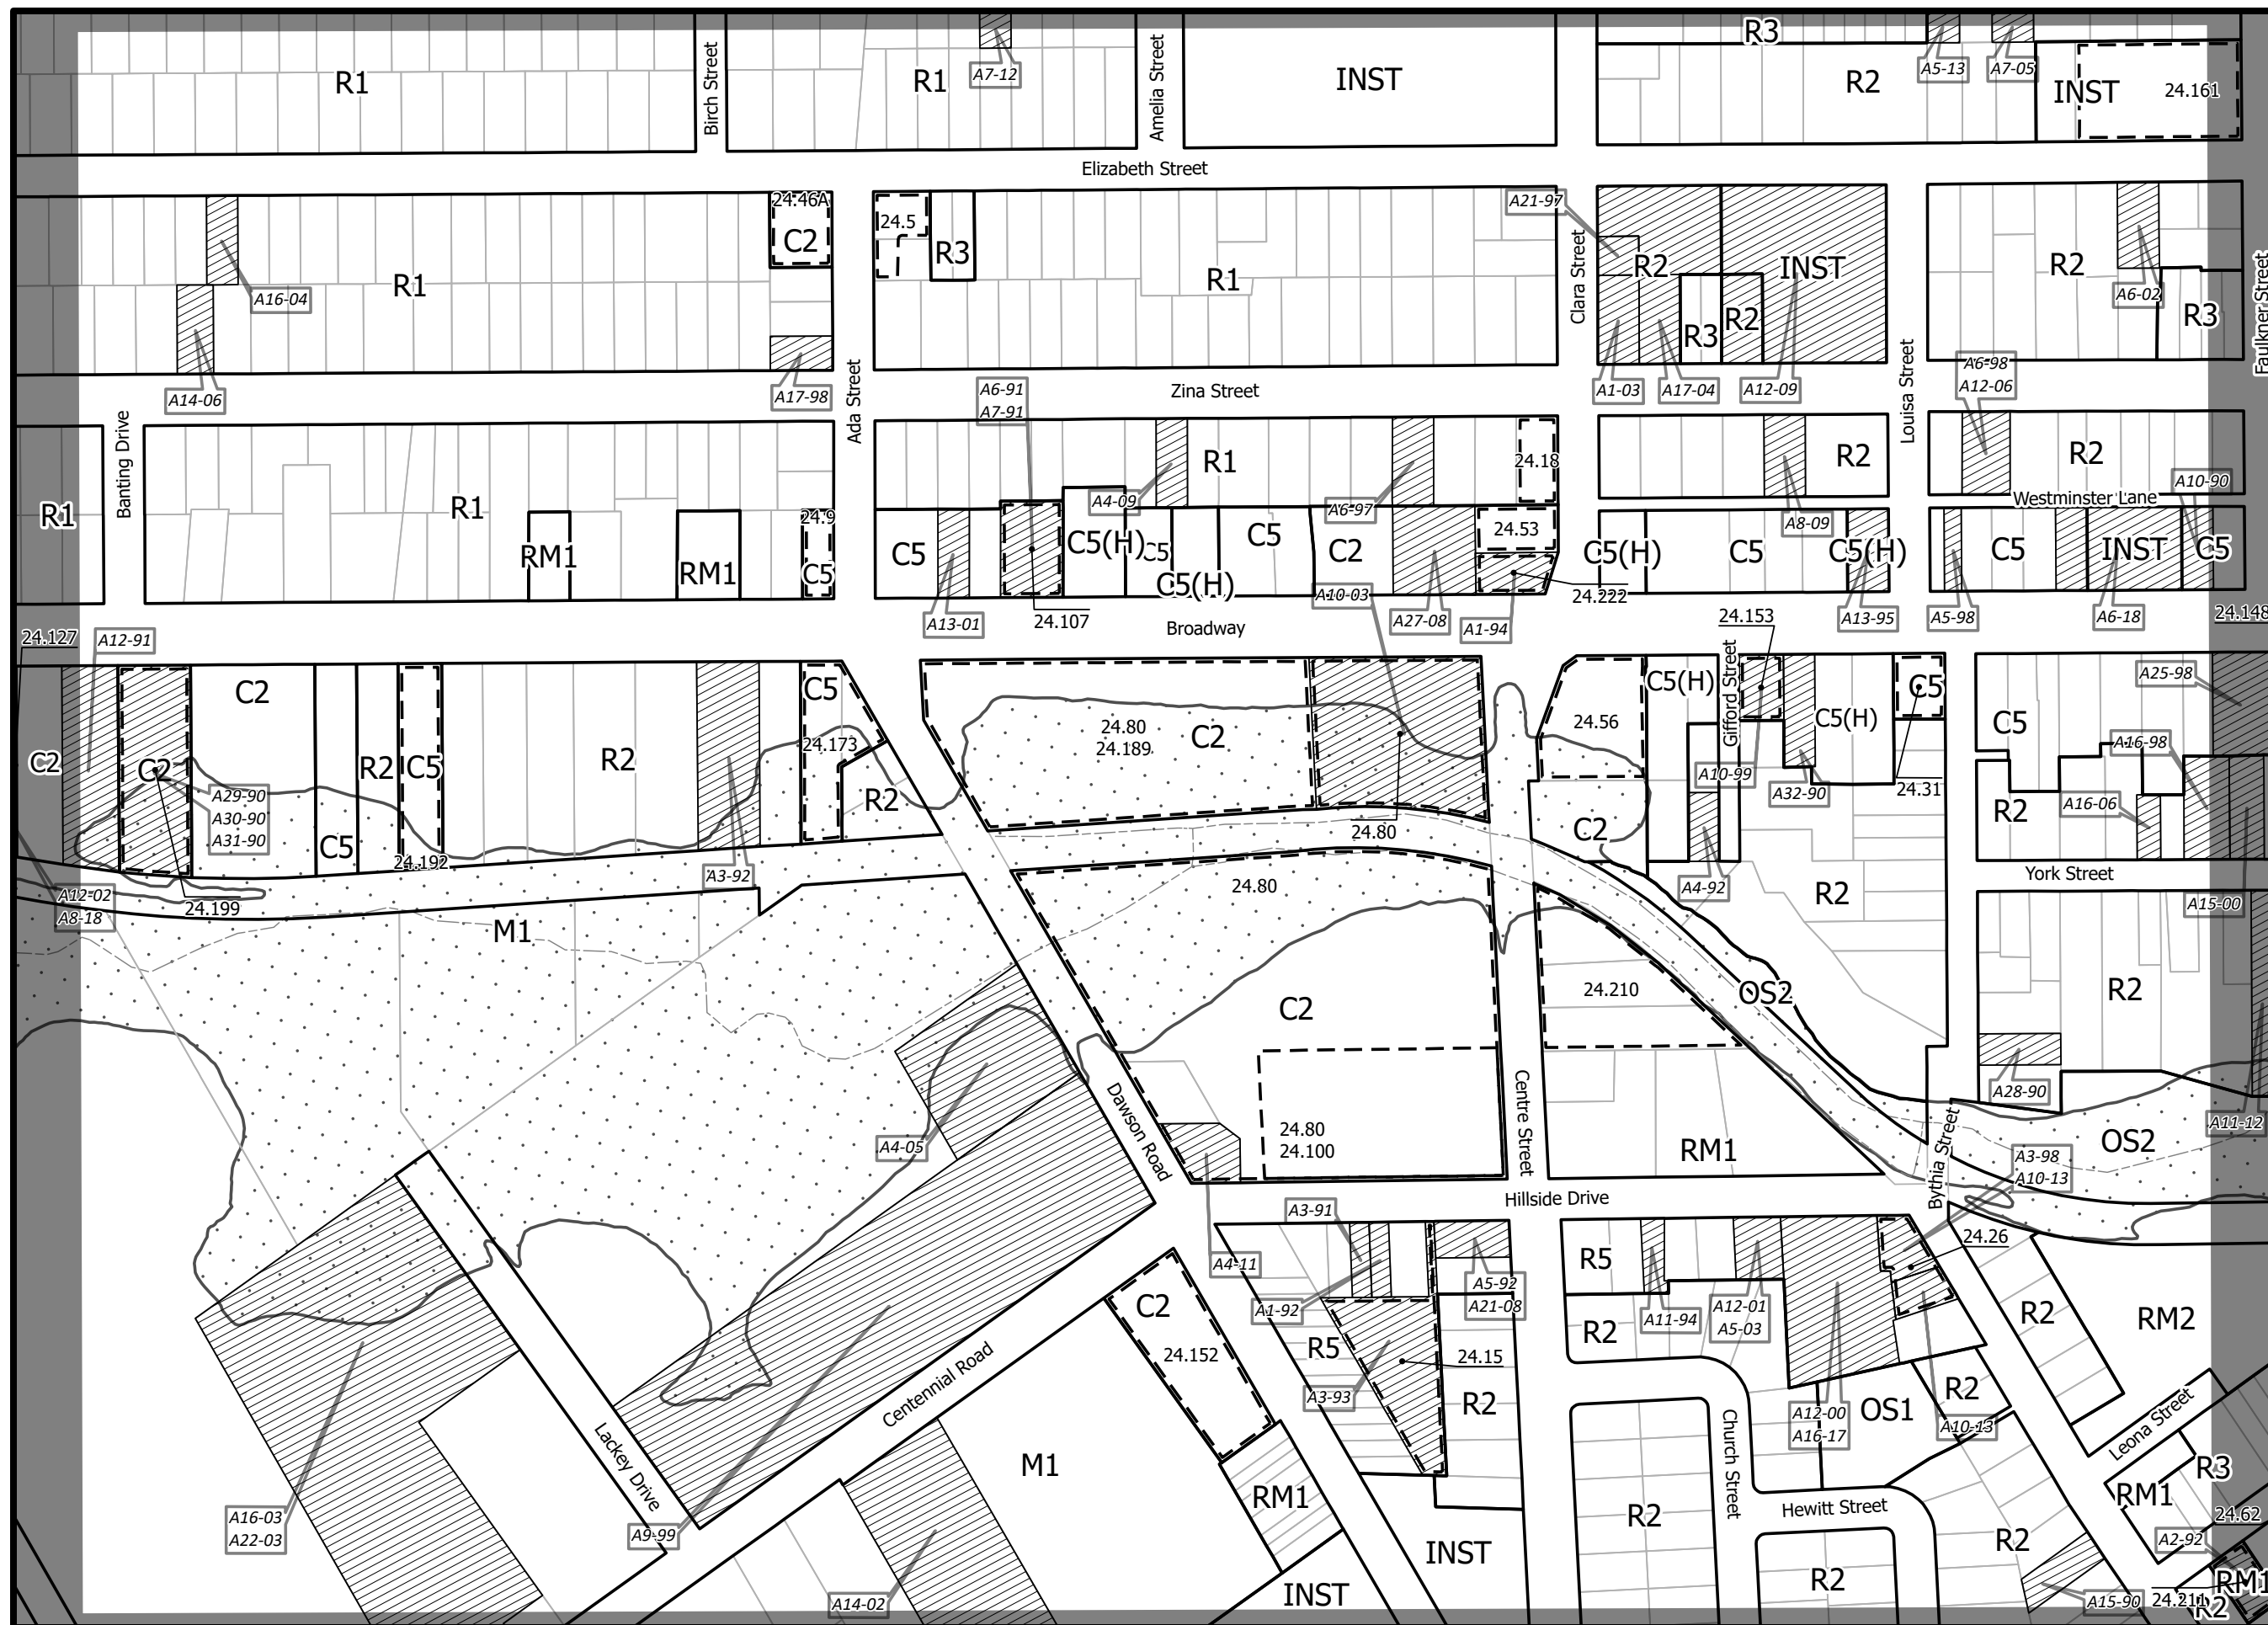 R3
R1
Birch Street
R1
A7-12
Amelia Street
INST
R2
A5-13
A7-05
INST
24.161
Elizabeth Street
24.46A
C2
24.5
R3
R1
A16-04
R1
A14-06
A17-98
A21-97
Clara Street
R2
INST
R3
R2
R2
A6-02
R3
Faulkner Street
A1-03
A17-04
A12-09
Louisa Street
A6-98
A12-06
Zina Street
A6-91
A7-91
Ada Street
Banting Drive
R1
R1
RM1
RM1
24.9
C5
R1
A4-09
A6-97
24.18
C5
C5(H)
C5
C5(H)
C5
C2
24.53
R2
A8-09
R2
Westminster Lane
A10-90
C5(H)
C5
C5(H)
C5
INST
C5
A13-01
24.107
A10-03
A27-08
A1-94
24.222
A13-95
A5-98
A6-18
24.148
Broadway
24.153
24.127
A12-91
C2
C2
C2
A29-90
A30-90
A31-90
C5
R2
C5
24.192
R2
A3-92
C5
24.173
R2
24.80
24.189
C2
24.80
24.56
C5(H)
Gifford Street
A10-99
C5(H)
A32-90
C5
24.31
C2
A4-92
R2
C5
R2
A25-98
A16-98
A16-06
York Street
A15-00
A12-02
A8-18
24.199
M1
24.80
C2
24.210
OS2
R2
A28-90
A11-12
OS2
A4-05
Dawson Road
24.80
24.100
Centre Street
RM1
Bythia Street
A3-98
A10-13
Hillside Drive
A3-91
A4-11
A1-92
A5-92
A21-08
R5
R2
A11-94
A12-01
A5-03
24.26
R2
RM2
C2
24.152
R5
A3-93
24.15
R2
Centennial Road
Lackey Drive
A16-03
A22-03
A9-99
A14-02
M1
RM1
INST
INST
Church Street
A12-00
A16-17
OS1
R2
A10-13
Leona Street
R3
RM1
R2
Hewitt Street
R2
R2
24.62
A2-92
RM1
A15-90
24.211
R2